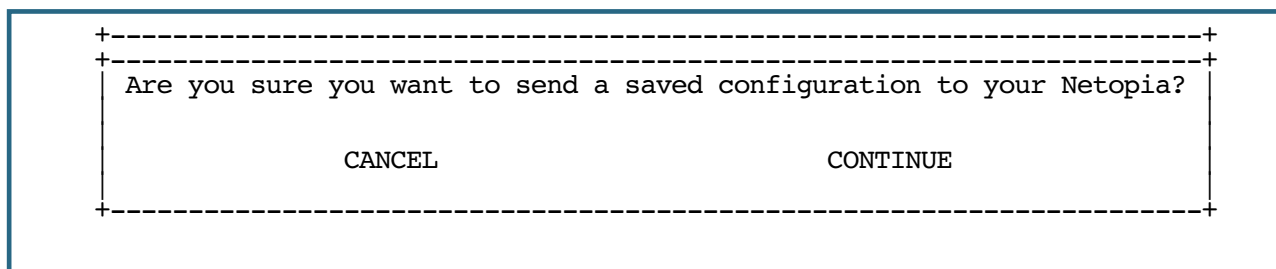 +----------------------------------------------------------------------+
+----------------------------------------------------------------------+
| Are you sure you want to send a saved configuration to your Netopia? |
|                                                                      |
|               CANCEL                         CONTINUE                |
|                                                                      |
+----------------------------------------------------------------------+